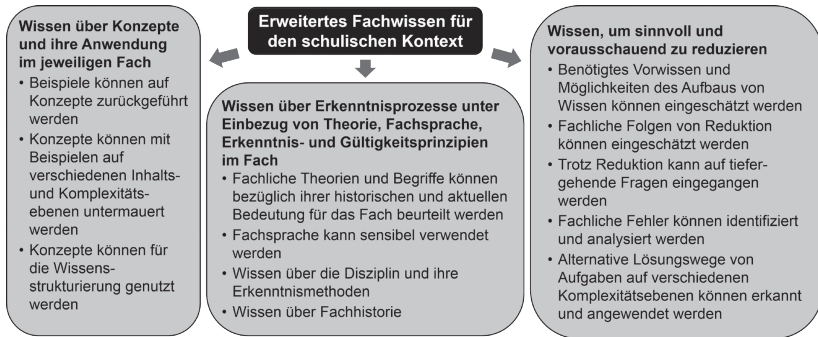 Erweitertes Fachwissen für
den schulischen Kontext
Wissen über Konzepte
und ihre Anwendung
im jeweiligen Fach
• Beispiele können auf
Konzepte zurückgeführt
werden
• Konzepte können mit
Beispielen auf
verschiedenen Inhalts-
und Komplexitäts-
ebenen untermauert
werden
• Konzepte können für
die Wissens-
strukturierung genutzt
werden
Wissen über Erkenntnisprozesse unter
Einbezug von Theorie, Fachsprache,
Erkenntnis- und Gültigkeitsprinzipien
im Fach
• Fachliche Theorien und Begriffe können
bezüglich ihrer historischen und aktuellen
Bedeutung für das Fach beurteilt werden
• Fachsprache kann sensibel verwendet
werden
• Wissen über die Disziplin und ihre
Erkenntnismethoden
• Wissen über Fachhistorie
Wissen, um sinnvoll und
vorausschauend zu reduzieren
• Benötigtes Vorwissen und
Möglichkeiten des Aufbaus von
Wissen können eingeschätzt werden
• Fachliche Folgen von Reduktion
können eingeschätzt werden
• Trotz Reduktion kann auf tiefer-
gehende Fragen eingegangen
werden
• Fachliche Fehler können identifiziert
und analysiert werden
• Alternative Lösungswege von
Aufgaben auf verschiedenen
Komplexitätsebenen können erkannt
und angewendet werden